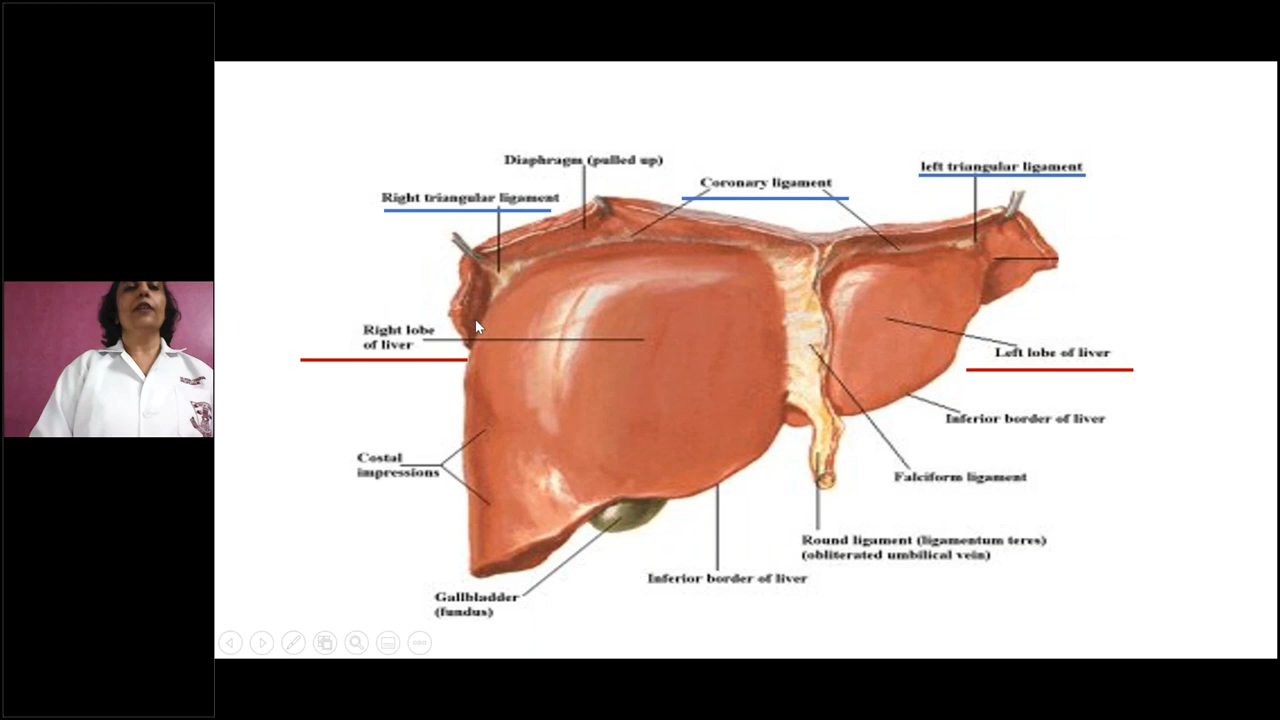 Diaphragm (pulled up)
left triangular ligament
Coronary ligament
Right triangular ligament
Right lobe
of liver
Left lobe of liver
Inferior border of liver
Costal
impressions
Falciform ligament
Round ligament (ligamentum teres)
(obliterated umbilical vein)
Inferior border of liver
Gallbladder
(fundus)